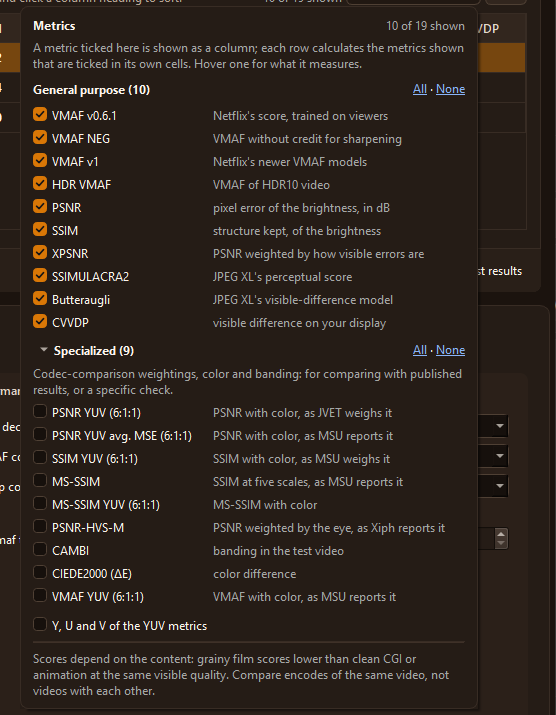 Metrics 10 of 19 shown
A metric ticked here is shown as a column; each row calculates the metrics shown
that are ticked in its own cells. Hover one for what it measures.
General purpose (10) All · None
VMAF v0.6.1 Netflix's score, trained on viewers
VMAF NEG VMAF without credit for sharpening
VMAF v1 Netflix's newer VMAF models
HDR VMAF VMAF of HDR10 video
PSNR pixel error of the brightness, in dB
SSIM structure kept, of the brightness
XPSNR PSNR weighted by how visible errors are
SSIMULACRA2 JPEG XL's perceptual score
st results
Butteraugli JPEG XL's visible-difference model
CVVDP visible difference on your display
Specialized (9) All · None
Codec-comparison weightings, color and banding: for comparing with published
results, or a specific check.
PSNR YUV (6:1:1) PSNR with color, as JVET weighs it
PSNR YUV avg. MSE (6:1:1) PSNR with color, as MSU reports it
SSIM YUV (6:1:1) SSIM with color, as MSU weighs it
MS-SSIM SSIM at five scales, as MSU reports it
MS-SSIM YUV (6:1:1) MS-SSIM with color
PSNR-HVS-M PSNR weighted by the eye, as Xiph reports it
CAMBI banding in the test video
CIEDE2000 (ΔE) color difference
VMAF YUV (6:1:1) VMAF with color, as MSU reports it
Y, U and V of the YUV metrics
Scores depend on the content: grainy film scores lower than clean CGI or
animation at the same visible quality. Compare encodes of the same video, not
videos with each other.